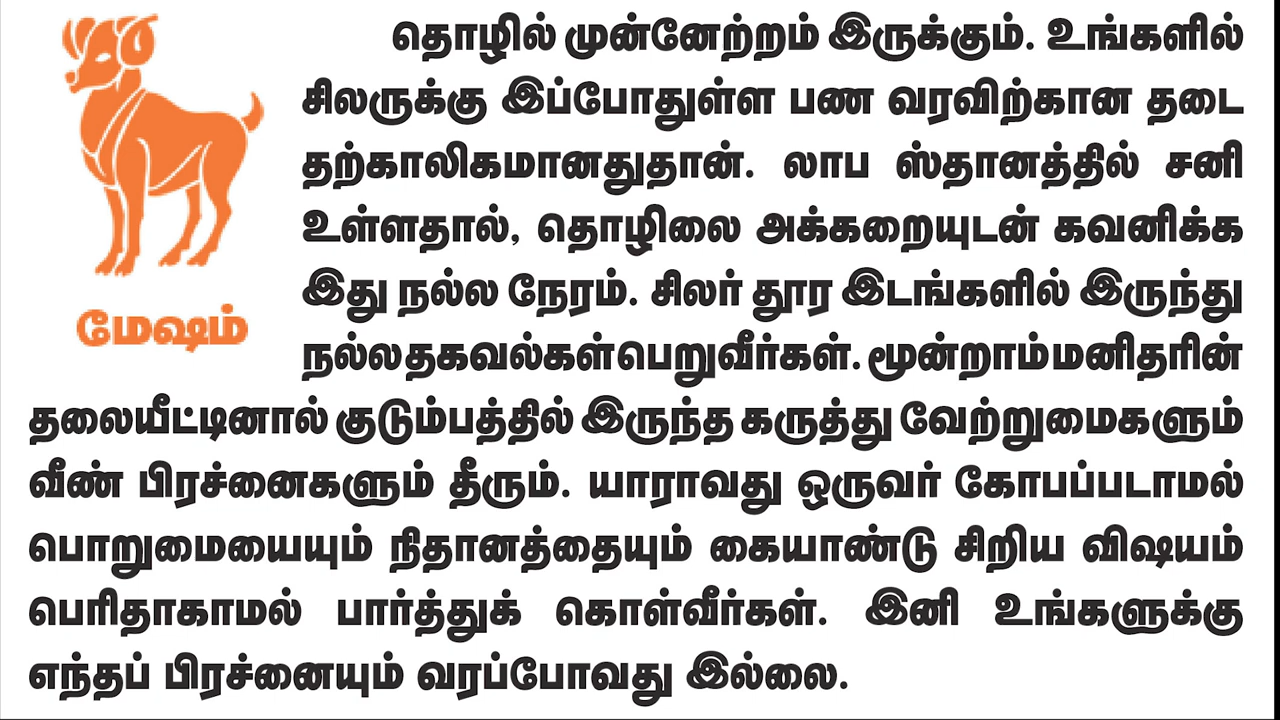 தொழில் முன்னேற்றம் இருக்கும். உங்களில்
சிலருக்கு இப்போதுள்ள பண வரவிற்கான தடை
தற்காலிகமானதுதான். லாப ஸ்தானத்தில் சனி
உள்ளதால், தொழிலை அக்கறையுடன் கவனிக்க
இது நல்ல நேரம். சிலர் தூர இடங்களில் இருந்து
நல்லதகவல்கள்பெறுவீர்கள். மூன்றாம்மனிதரின்
மேஷம்
தலையீட்டினால் குடும்பத்தில் இருந்த கருத்து வேற்றுமைகளும்
வீண் பிரச்னைகளும் தீரும். யாராவது ஒருவர் கோபப்படாமல்
பொறுமையையும் நிதானத்தையும் கையாண்டு சிறிய விஷயம்
பெரிதாகாமல் பார்த்துக் கொள்வீர்கள். இனி உங்களுக்கு
எந்தப் பிரச்னையும் வரப்போவது இல்லை.